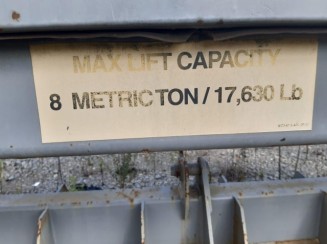 MAX LIFT CAPACITY
8 METRIC TON / 17,630 Lb